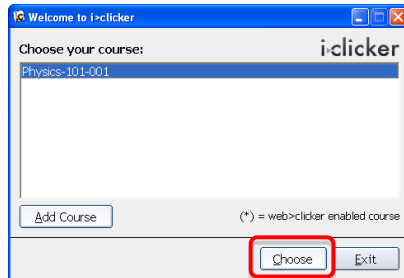 Welcome to i>clicker
Choose your course:
i>clicker
Physics-101-001
Add Course
(*) = web>clicker enabled course
Choose
Exit